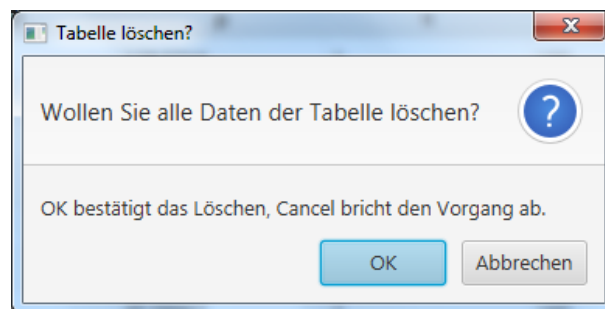 Tabelle löschen?
Wollen Sie alle Daten der Tabelle löschen?
OK bestätigt das Löschen, Cancel bricht den Vorgang ab.
OK
Abbrechen